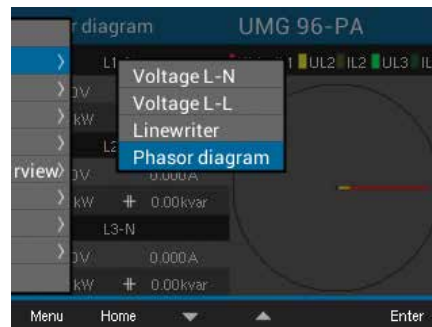 r diagram UMG 96-PA
L1 1 UL2 IL2 UL3 IL
Voltage L-N
Voltage L-L
Linewriter
Phasor diagram
rview
0V
kW
L2
0V 0.000A
kW 0.00kvar
L3-N
0V 0.000A
kW 0.00kvar
Menu Home Enter